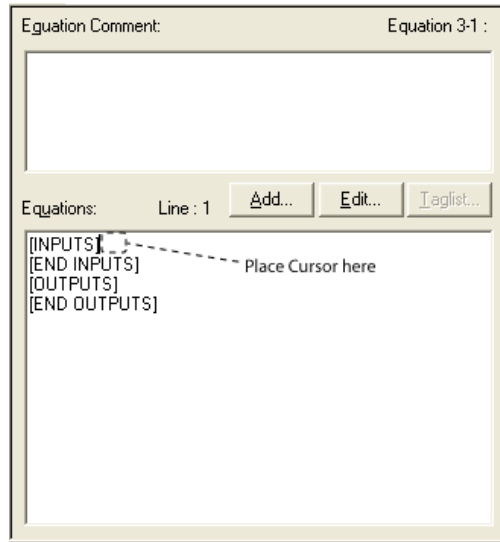 Eguation Comment: Equation 3-1 :
Equations: Line : 1 Add... Edit... Taglist...
[INPUTS]
Place Cursor here
[END INPUTS]
[OUTPUTS]
[END OUTPUTS]